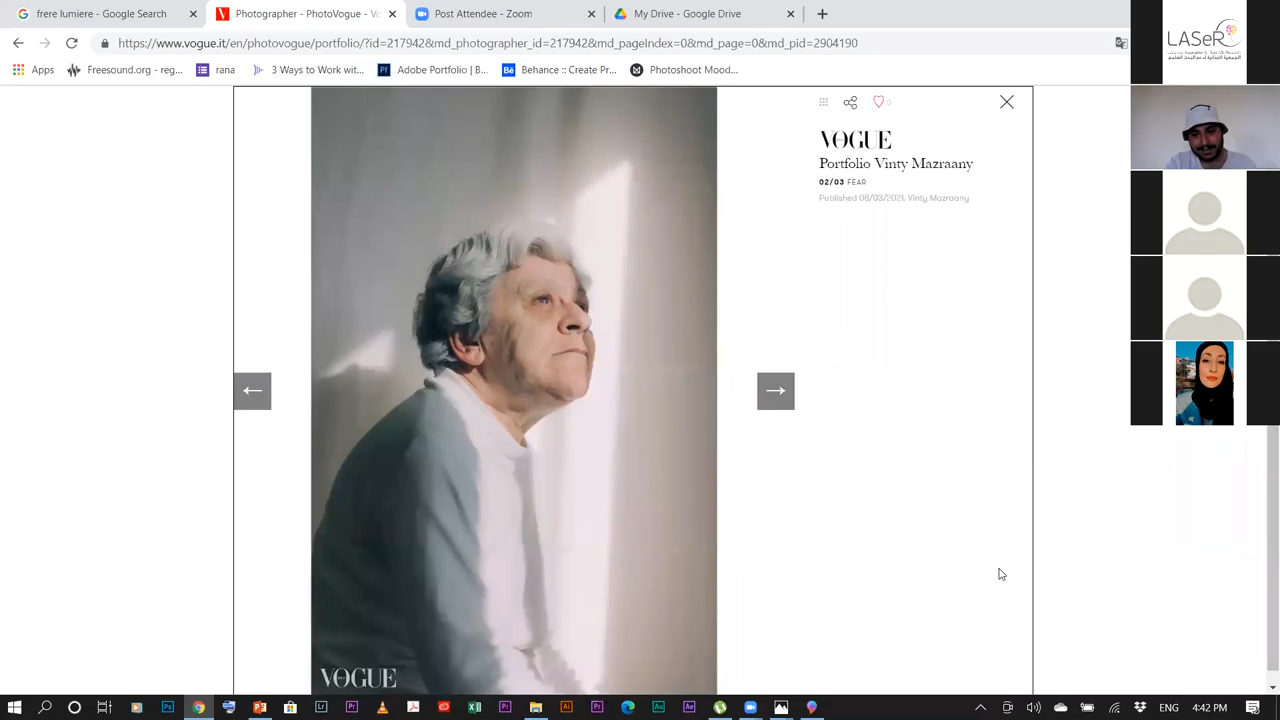 frere lumiere - Google Search
Photographer - PhotoVogue - Vo
Post Attendee - Zoom
My Drive - Google Drive
https://www.vogue.it/en/photovogue/portfolio/?id=217942&md_photographer_id=217942&md_pageIndex=0&md_page=0&md_pid=2904190
Apps
Freesound.org - reg...
rana
3 Ways to Work wit...
Adobe Portfolio | B...
Behance :: Create Pr...
Photoshoot Mood...
LASeR
0
VOGUE
Portfolio Vinty Mazraany
02/03 FEAR
Published 08/03/2021, Vinty Mazraany
VOGUE
ENG
4:42 PM